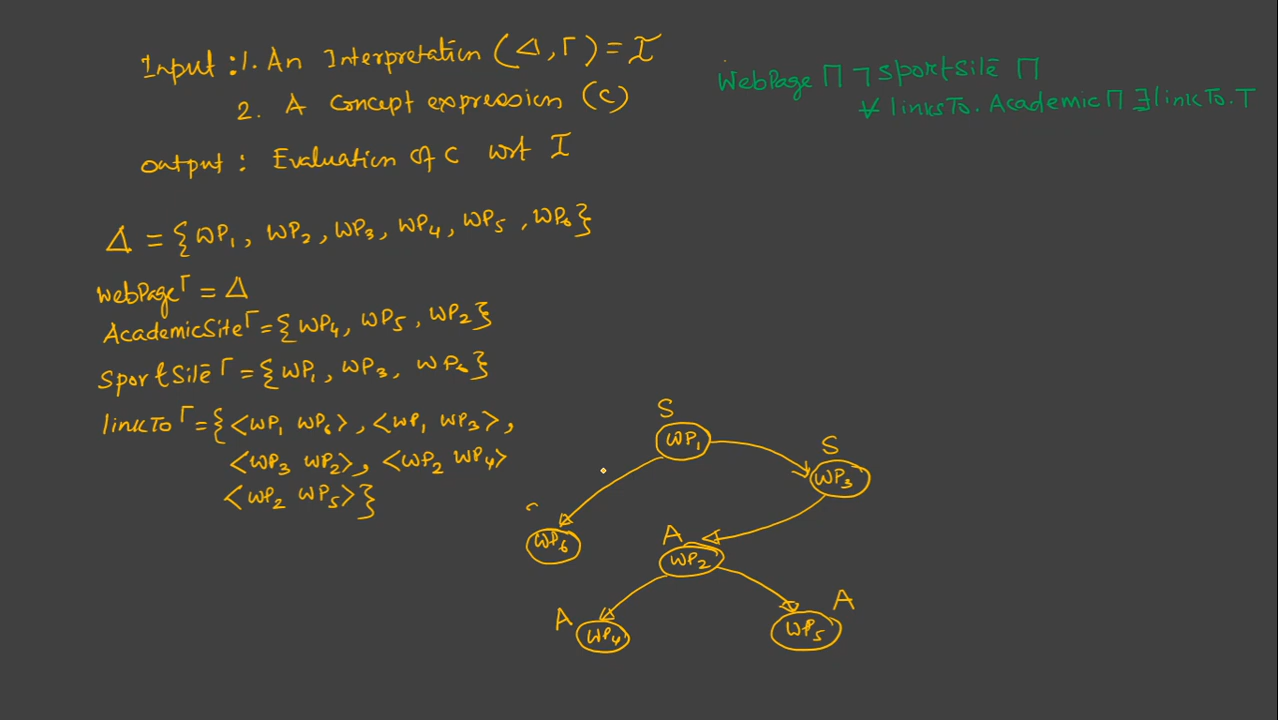 Input : 1. An Interpretation (Δ, Γ) = I
2. A concept expression (C)
output : Evaluation of C wrt I
WebPage ⊓ ¬SportSite ⊓
∀ linksTo. Academic ⊓ ∃linkTo.T
Δ = {WP₁, WP₂, WP₃, WP₄, WP₅, WP₆}
WebPage^Γ = Δ
AcademicSite^Γ = {WP₄, WP₅, WP₂}
SportSite^Γ = {WP₁, WP₃, WP₆}
linkTo^Γ = {<WP₁ WP₆>, <WP₁ WP₃>,
<WP₃ WP₂>, <WP₂ WP₄>
<WP₂ WP₅>}
S
WP₁
S
WP₃
WP₆
A
WP₂
A
WP₄
A
WP₅